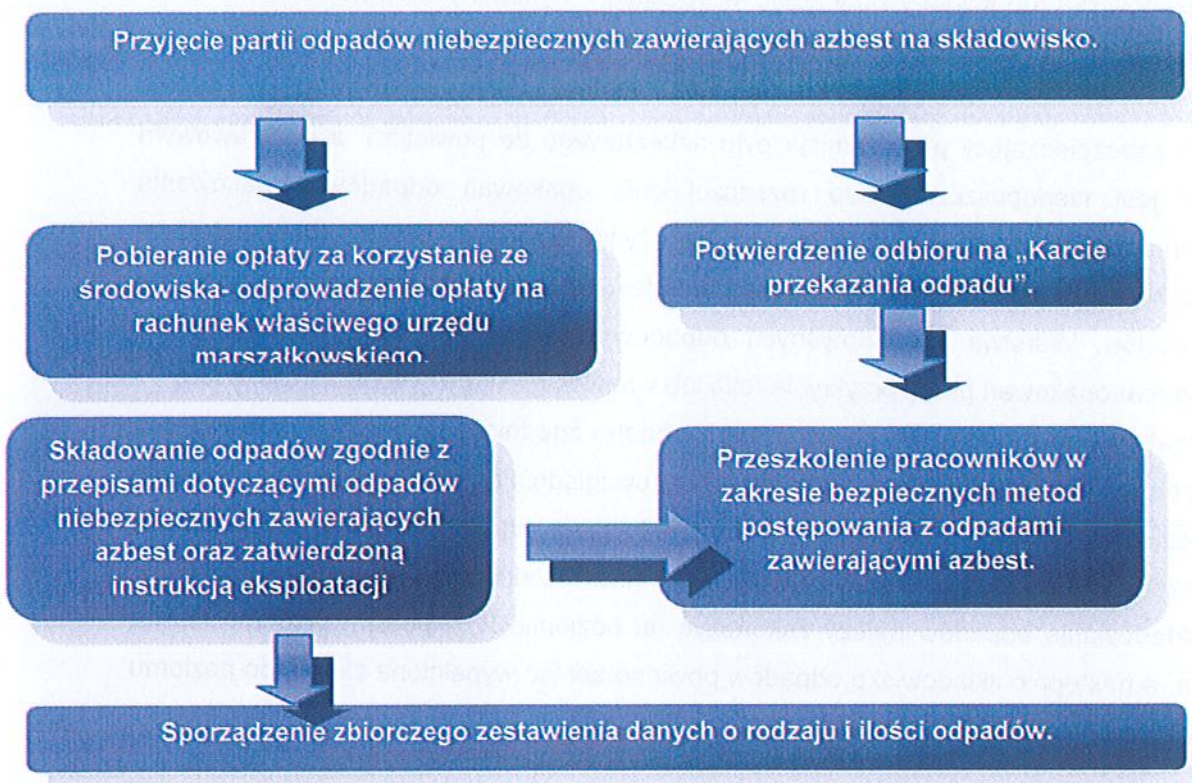 Przyjęcie partii odpadów niebezpiecznych zawierających azbest na składowisko.
Pobieranie opłaty za korzystanie ze
środowiska- odprowadzenie opłaty na
rachunek właściwego urzędu
marszałkowskiego.
Potwierdzenie odbioru na „Karcie
przekazania odpadu”.
Składowanie odpadów zgodnie z
przepisami dotyczącymi odpadów
niebezpiecznych zawierających
azbest oraz zatwierdzoną
instrukcją eksploatacji
Przeszkolenie pracowników w
zakresie bezpiecznych metod
postępowania z odpadami
zawierającymi azbest.
Sporządzenie zbiorczego zestawienia danych o rodzaju i ilości odpadów.